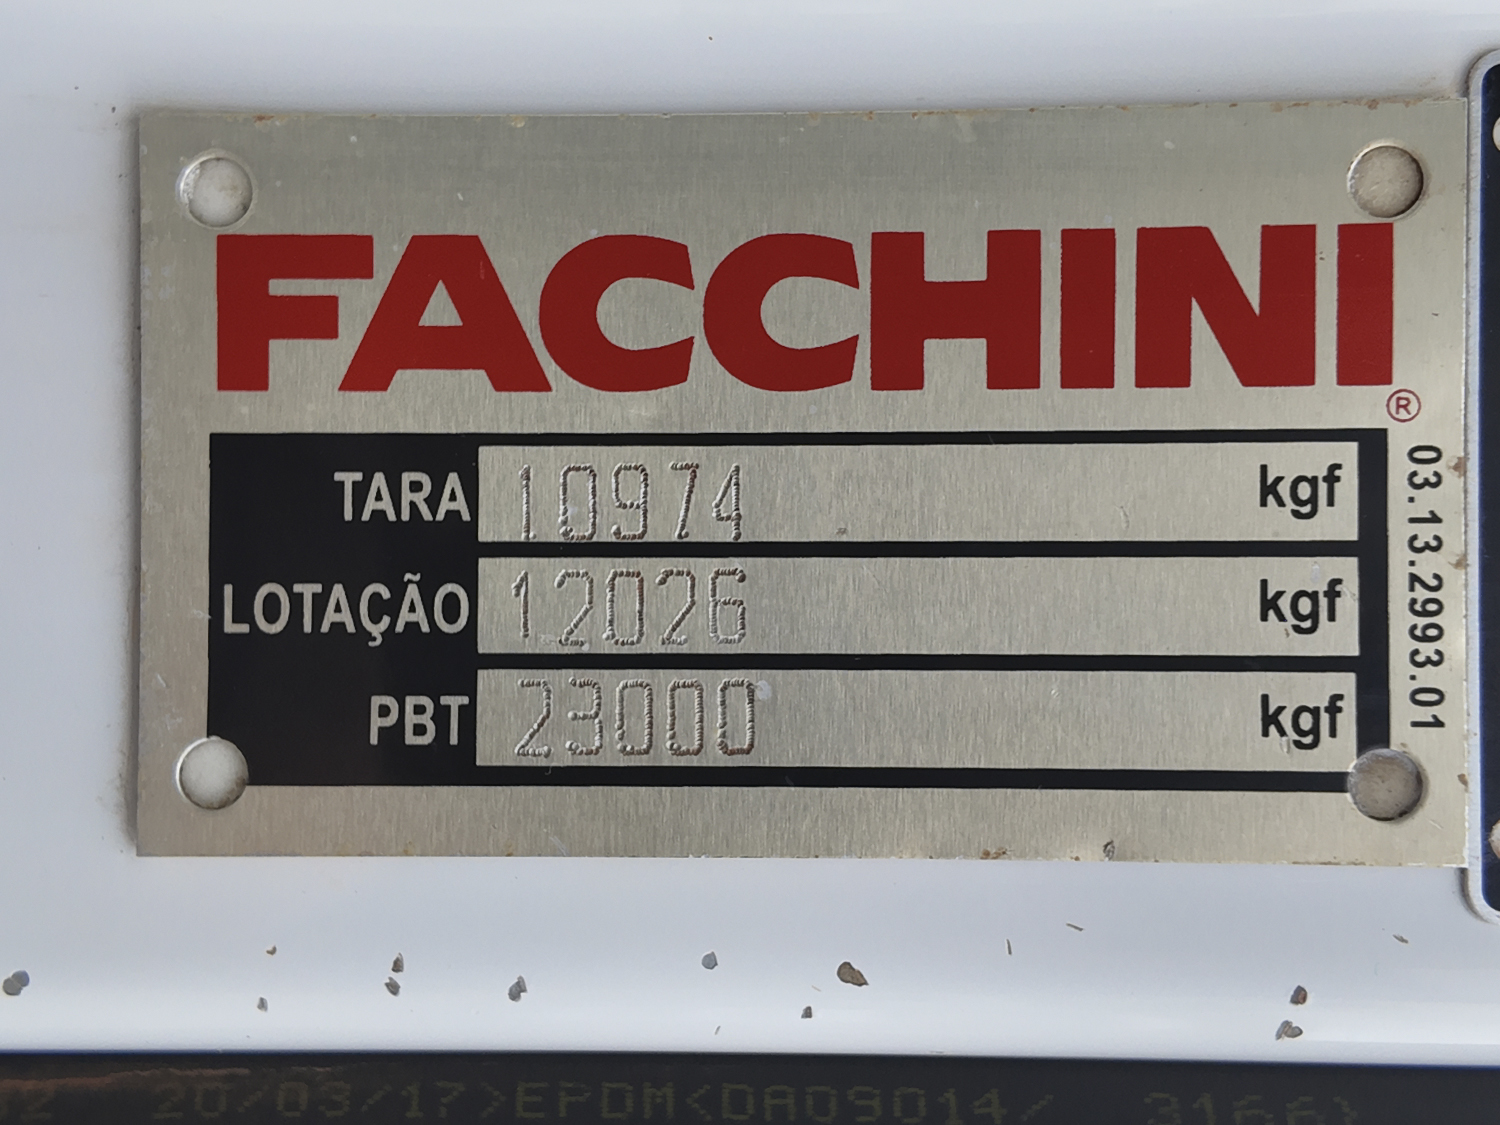 FACCHINI
®
TARA 10974 kgf
LOTAÇÃO 12026 kgf
PBT 23000 kgf
03.13.2993.01
20/03/17>EPDM<DA09014/ 3166>